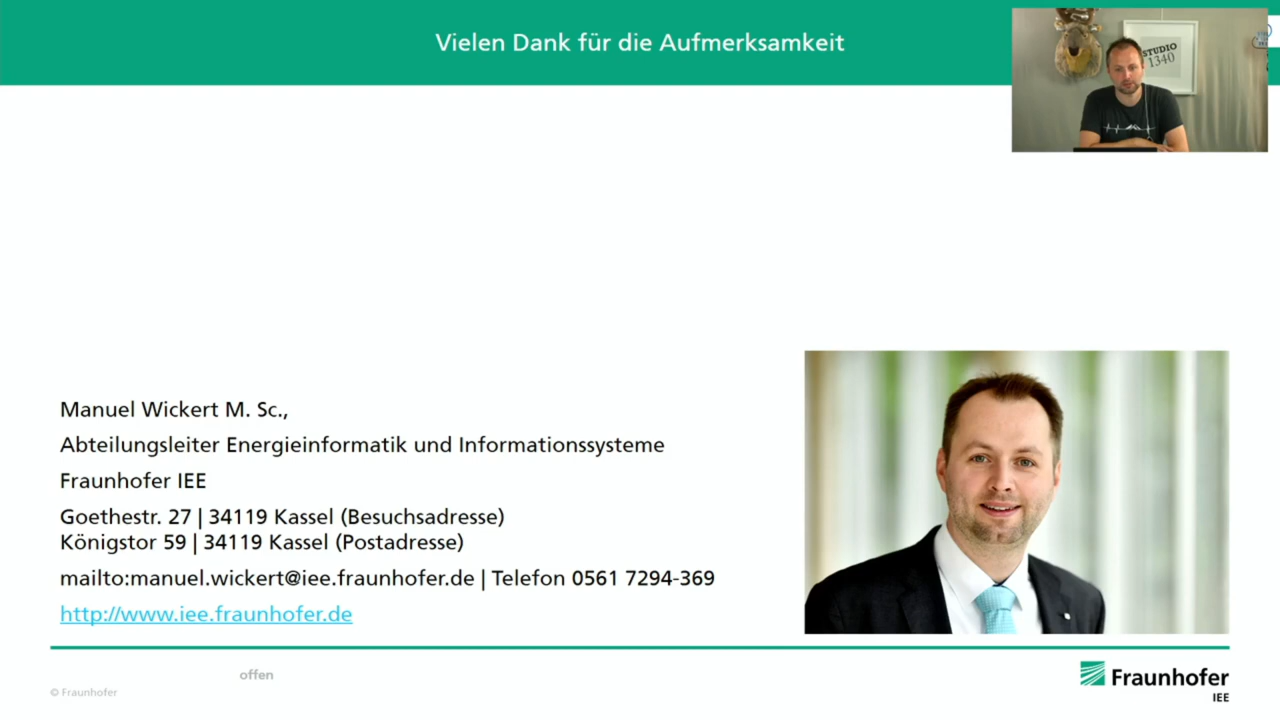 Vielen Dank für die Aufmerksamkeit
STUDIO
1340
Manuel Wickert M. Sc.,
Abteilungsleiter Energieinformatik und Informationssysteme
Fraunhofer IEE
Goethestr. 27 | 34119 Kassel (Besuchsadresse)
Königstor 59 | 34119 Kassel (Postadresse)
mailto:manuel.wickert@iee.fraunhofer.de | Telefon 0561 7294-369
http://www.iee.fraunhofer.de
offen
© Fraunhofer
Fraunhofer
IEE